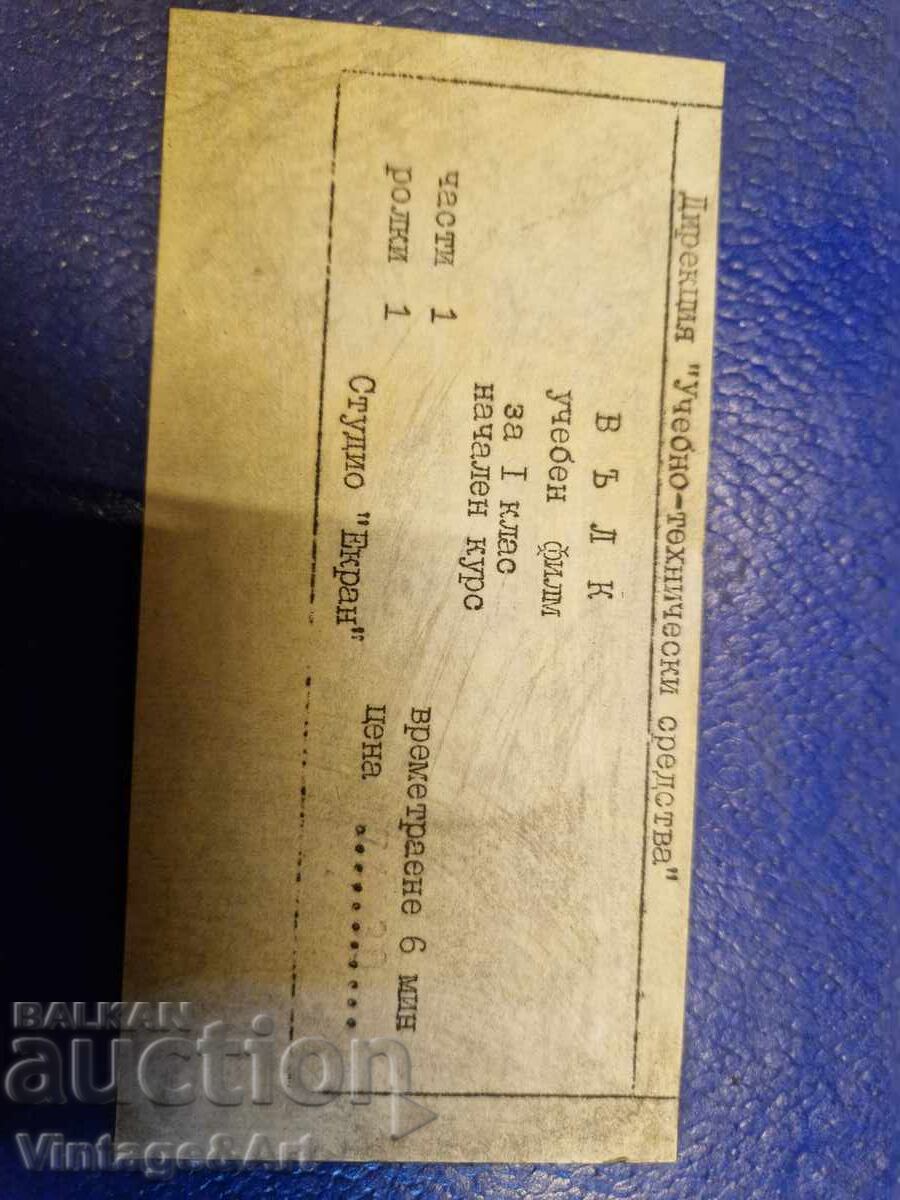 Дирекция "Учебно-технически средства"
В Ъ Л К
учебен филм
за I клас
начален курс
части 1
времетраене 6 мин
ролки 1
цена ..........
Студио "Екран"
BALKAN
auction
Vintage&Art